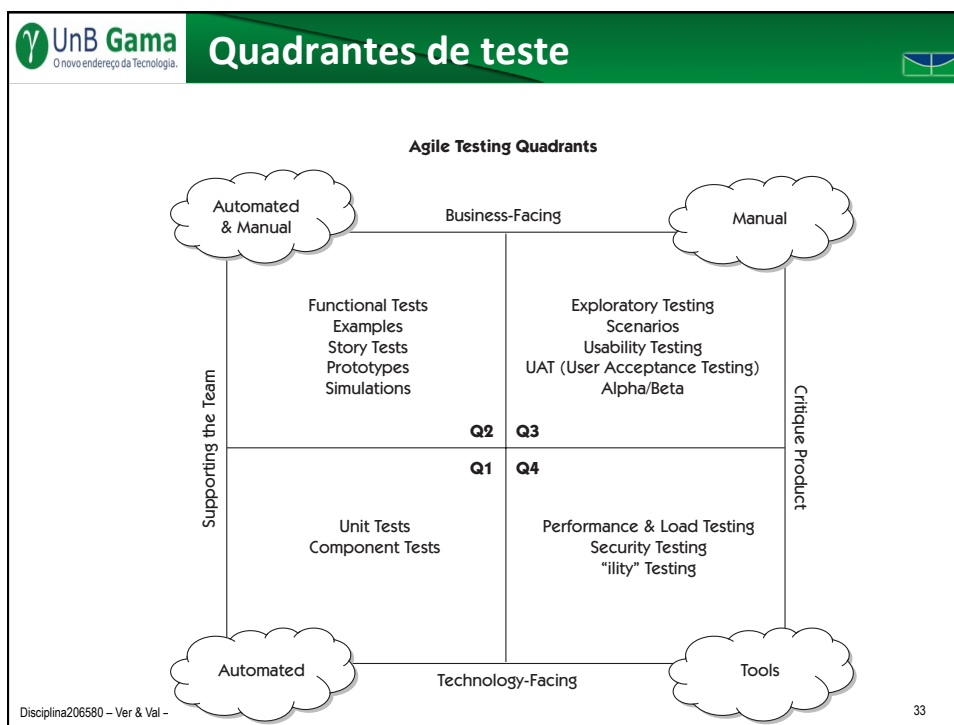 γ UnB Gama
O novo endereço da Tecnologia.
Quadrantes de teste
Agile Testing Quadrants
Automated
& Manual
Business-Facing
Manual
Functional Tests
Examples
Story Tests
Prototypes
Simulations
Exploratory Testing
Scenarios
Usability Testing
UAT (User Acceptance Testing)
Alpha/Beta
Supporting the Team
Critique Product
Q2
Q3
Q1
Q4
Unit Tests
Component Tests
Performance & Load Testing
Security Testing
“ility” Testing
Automated
Technology-Facing
Tools
Disciplina206580 – Ver & Val –
33